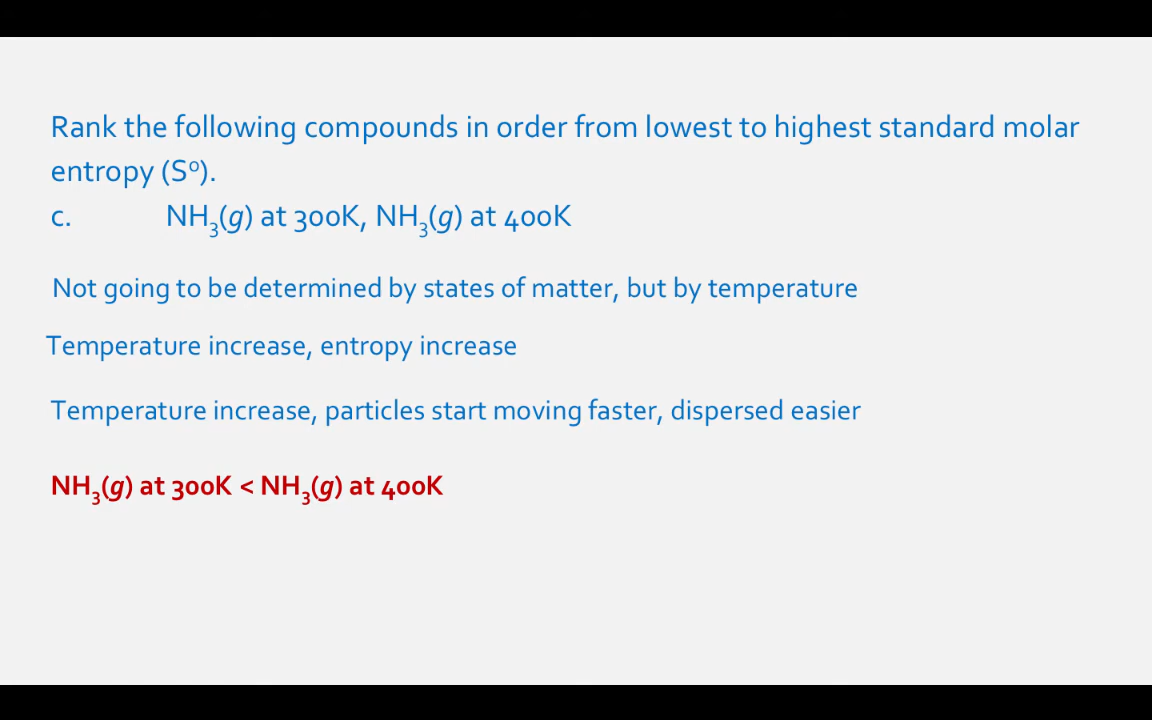 Rank the following compounds in order from lowest to highest standard molar
entropy (S⁰).
c. NH₃(g) at 300K, NH₃(g) at 400K
Not going to be determined by states of matter, but by temperature
Temperature increase, entropy increase
Temperature increase, particles start moving faster, dispersed easier
NH₃(g) at 300K < NH₃(g) at 400K